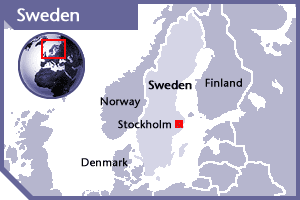 Sweden
Sweden
Finland
Norway
Stockholm
Denmark